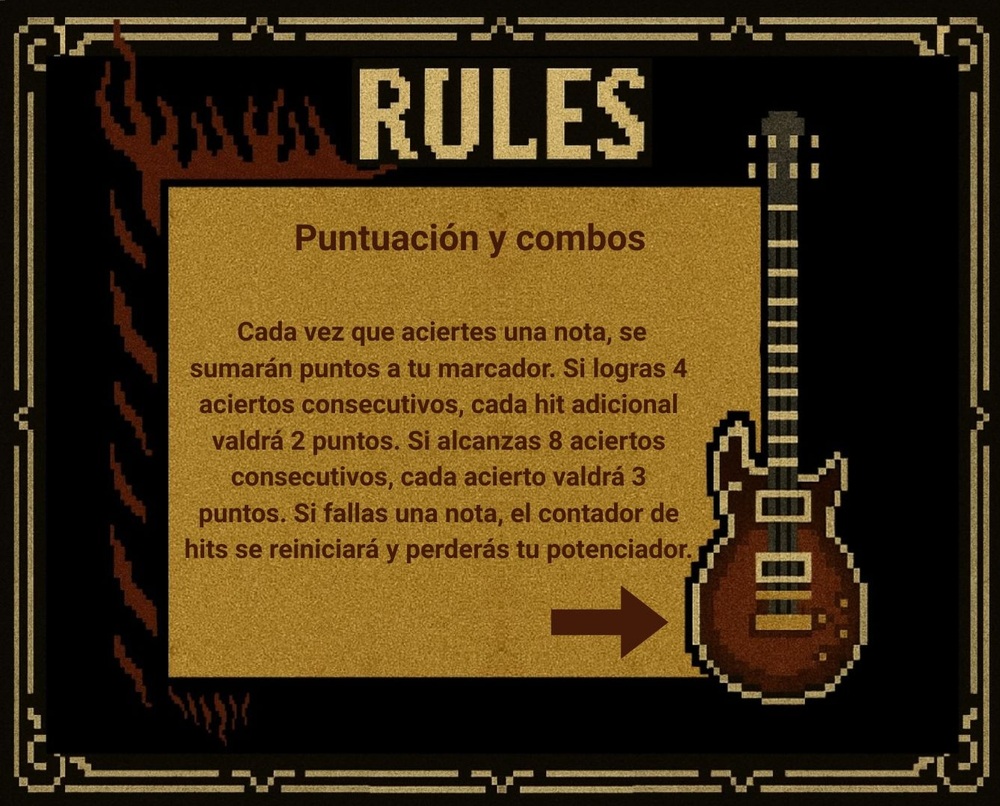 RULES
Puntuación y combos
Cada vez que aciertes una nota, se
sumarán puntos a tu marcador. Si logras 4
aciertos consecutivos, cada hit adicional
valdrá 2 puntos. Si alcanzas 8 aciertos
consecutivos, cada acierto valdrá 3
puntos. Si fallas una nota, el contador de
hits se reiniciará y perderás tu potenciador.